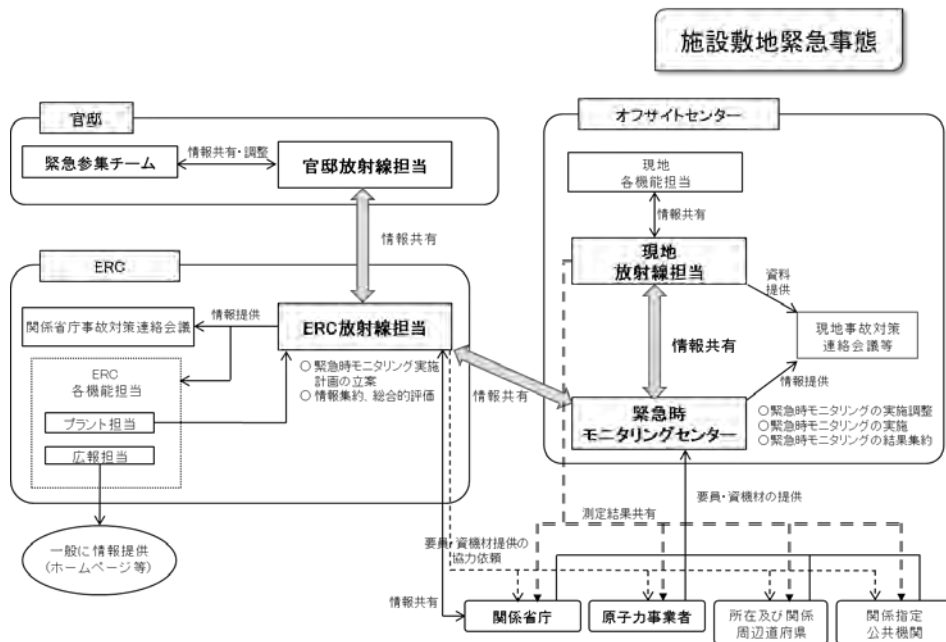 施設敷地緊急事態
官邸
緊急参集チーム
情報共有・調整
官邸放射線担当
情報共有
ERC
関係省庁事故対策連絡会議
情報提供
ERC放射線担当
○緊急時モニタリング実施
計画の立案
○情報集約、総合的評価
ERC
各機能担当
プラント担当
広報担当
一般に情報提供
(ホームページ等)
情報共有
オフサイトセンター
現地
各機能担当
情報共有
現地
放射線担当
資料
提供
情報共有
現地事故対策
連絡会議等
情報提供
緊急時
モニタリングセンター
○緊急時モニタリングの実施調整
○緊急時モニタリングの実施
○緊急時モニタリングの結果集約
要員・資機材の提供
測定結果共有
要員・資機材提供の
協力依頼
情報共有
関係省庁
原子力事業者
所在及び関係
周辺道府県
関係指定
公共機関